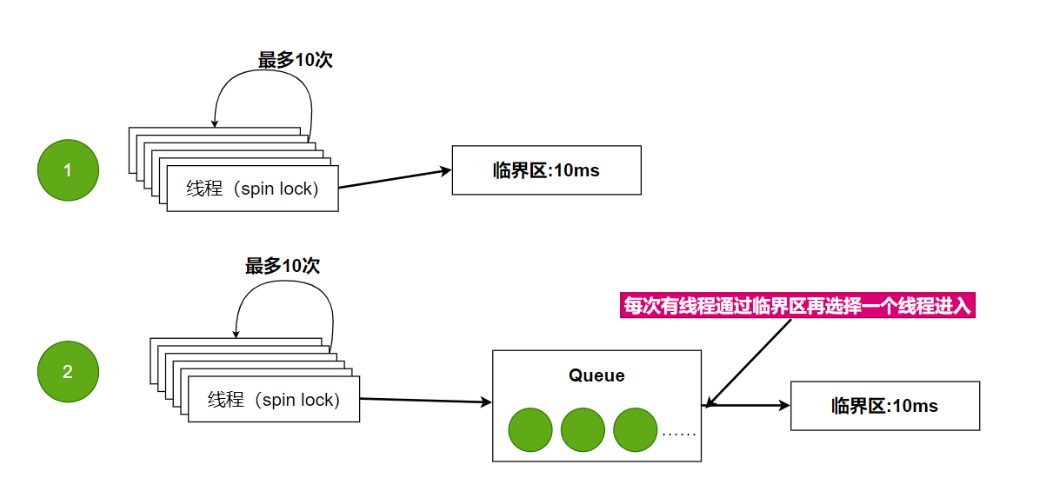 最多10次
1
线程（spin lock)
临界区:10ms
最多10次
每次有线程通过临界区再选择一个线程进入
2
线程（spin lock)
Queue
......
临界区:10ms